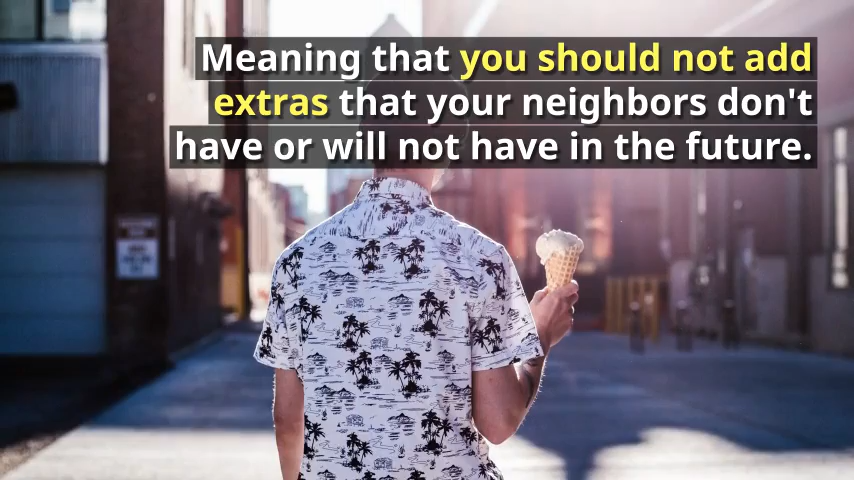 Meaning that you should not add
extras that your neighbors don't
have or will not have in the future.